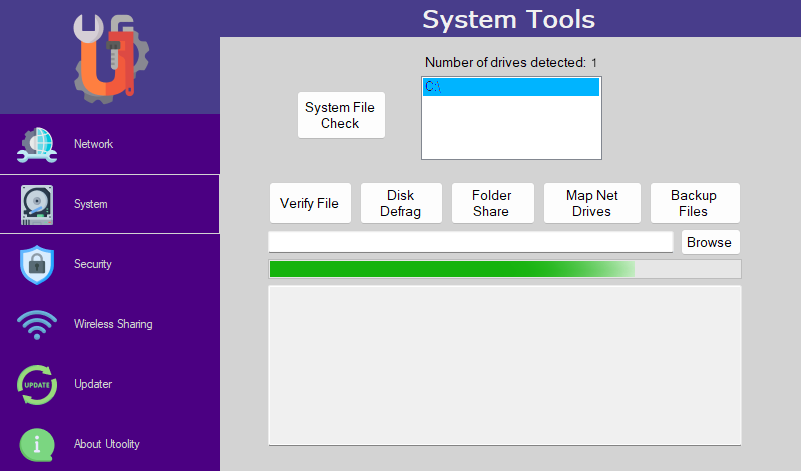 System Tools
Number of drives detected: 1
C:\
System File
Check
Verify File
Disk
Defrag
Folder
Share
Map Net
Drives
Backup
Files
Browse
Network
System
Security
Wireless Sharing
UPDATE
Updater
About Utoolity